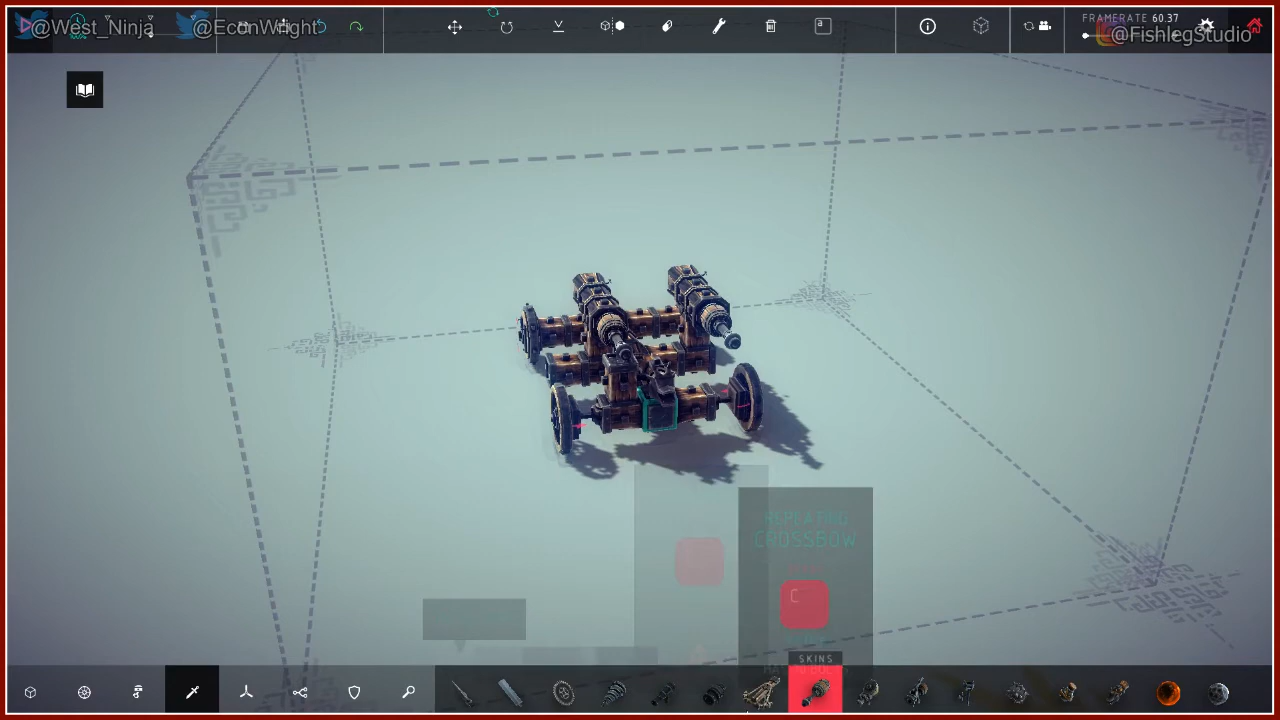 @West_Ninja
@EconWright
FRAMERATE 60.37
@FishlegStudio
a
REPEATING
CROSSBOW
C
SKINS